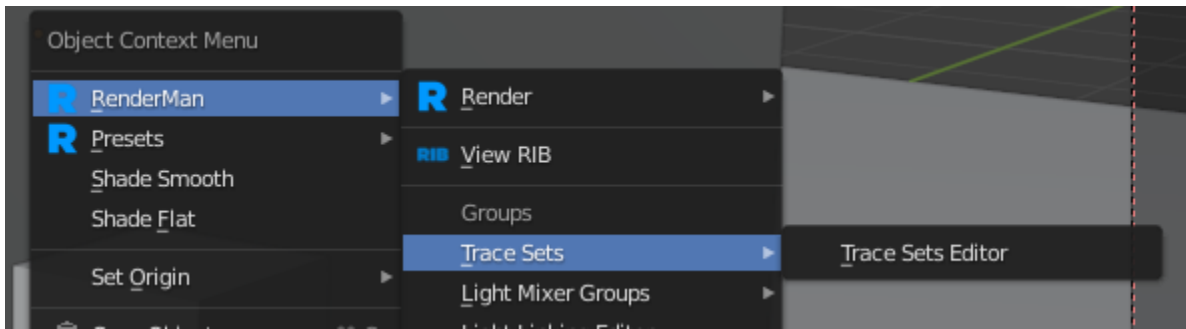 Object Context Menu
RenderMan
Presets
Shade Smooth
Shade Flat
Set Origin
Render
RIB View RIB
Groups
Trace Sets
Light Mixer Groups
Trace Sets Editor